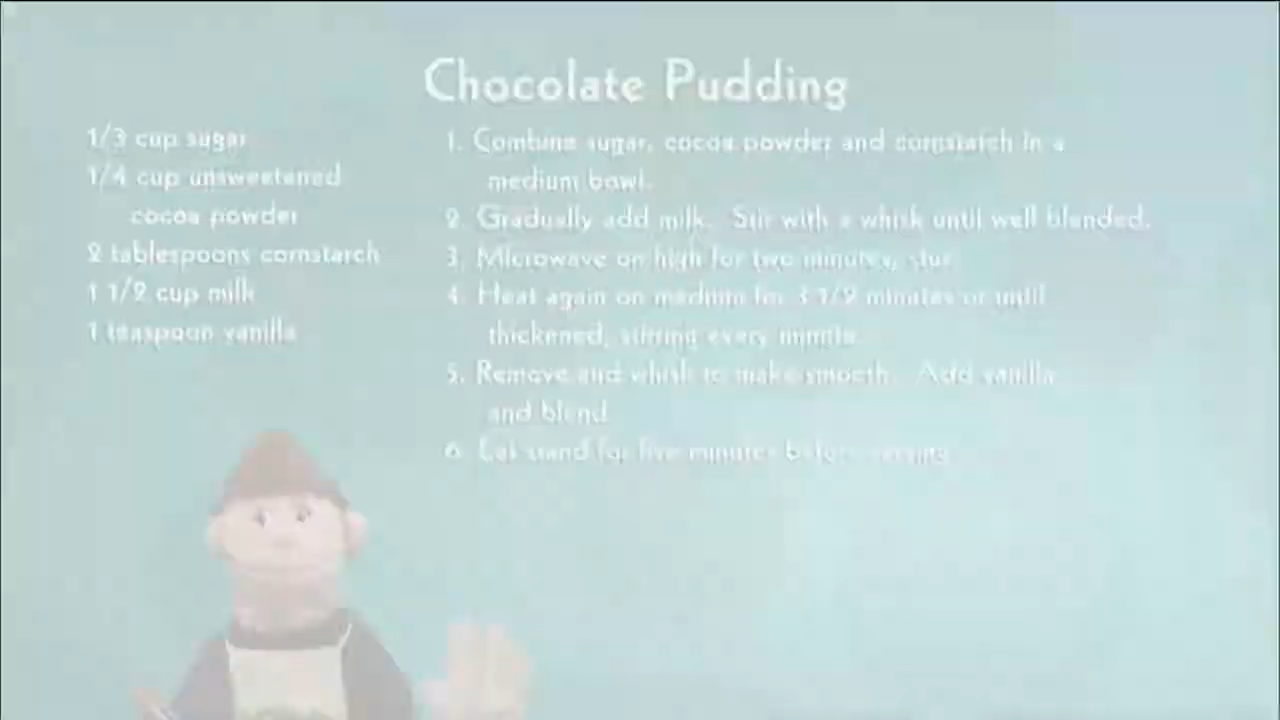 Chocolate Pudding
1/3 cup sugar
1/4 cup unsweetened
cocoa powder
2 tablespoons cornstarch
1 1/2 cup milk
1 teaspoon vanilla
1. Combine sugar, cocoa powder and cornstarch in a
medium bowl.
2. Gradually add milk. Stir with a whisk until well blended.
3. Microwave on high for two minutes, stir.
4. Heat again on medium for 3 1/2 minutes or until
thickened, stirring every minute.
5. Remove and whisk to make smooth. Add vanilla
and blend.
6. Let stand for five minutes before serving.